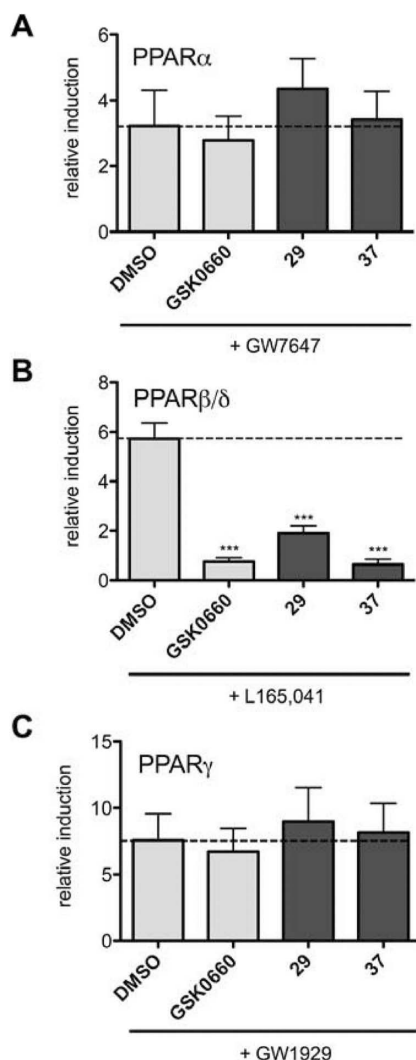 A
PPARα
relative induction
6
4
2
0
DMSO
GSK0660
29
37
+ GW7647
B
PPARβ/δ
relative induction
8
6
4
2
0
***
***
***
DMSO
GSK0660
29
37
+ L165,041
C
PPARγ
relative induction
15
10
5
0
DMSO
GSK0660
29
37
+ GW1929